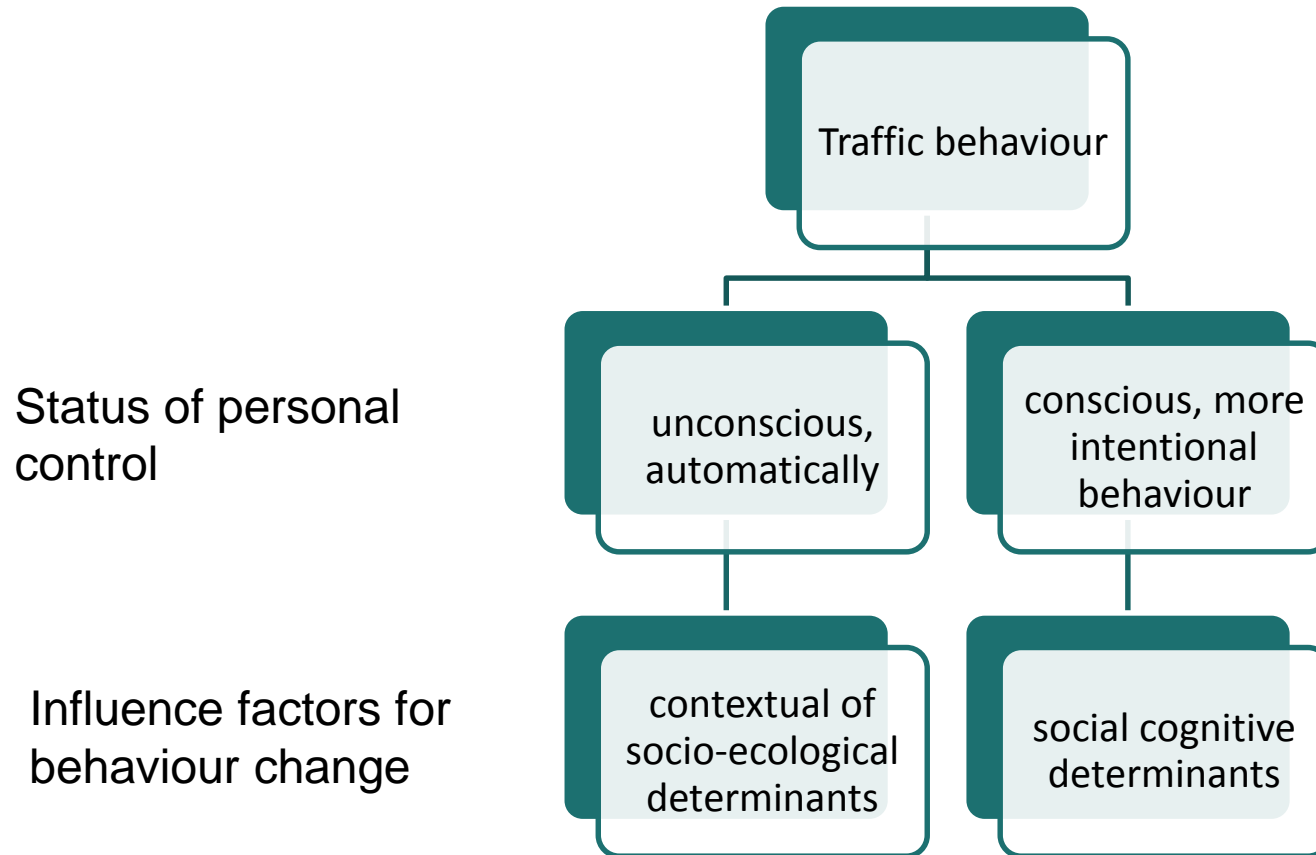 Traffic behaviour
Status of personal
control
unconscious,
automatically
conscious, more
intentional
behaviour
Influence factors for
behaviour change
contextual of
socio-ecological
determinants
social cognitive
determinants